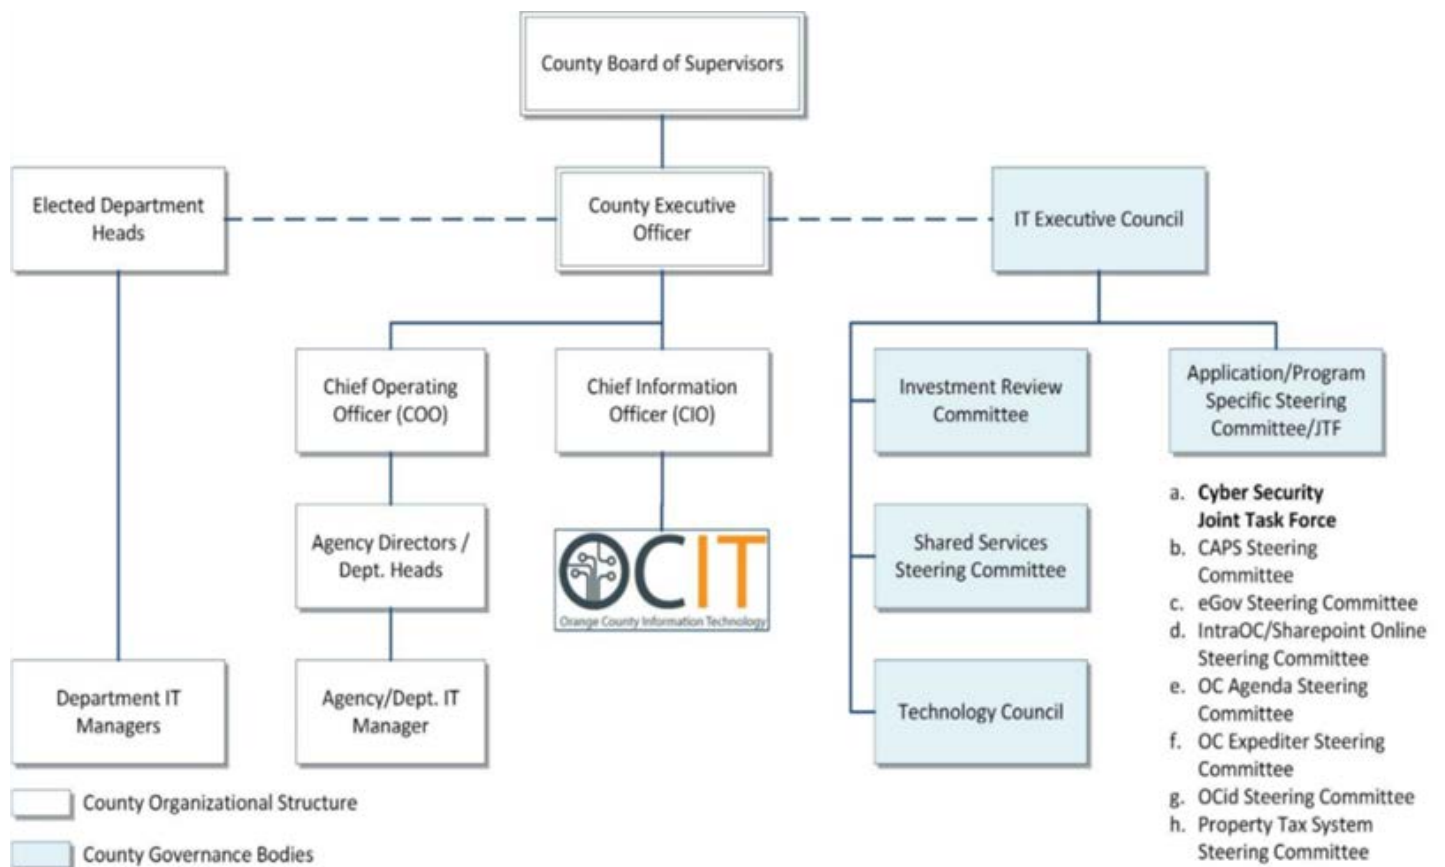 County Board of Supervisors
Elected Department
Heads
County Executive
Officer
IT Executive Council
Chief Operating
Officer (COO)
Chief Information
Officer (CIO)
Investment Review
Committee
Application/Program
Specific Steering
Committee/JTF
Agency Directors /
Dept. Heads
OCIT
Orange County Information Technology
Shared Services
Steering Committee
Department IT
Managers
Agency/Dept. IT
Manager
Technology Council
a. Cyber Security
Joint Task Force
b. CAPS Steering
Committee
c. eGov Steering Committee
d. IntraOC/Sharepoint Online
Steering Committee
e. OC Agenda Steering
Committee
f. OC Expediter Steering
Committee
g. OCid Steering Committee
h. Property Tax System
Steering Committee
County Organizational Structure
County Governance Bodies